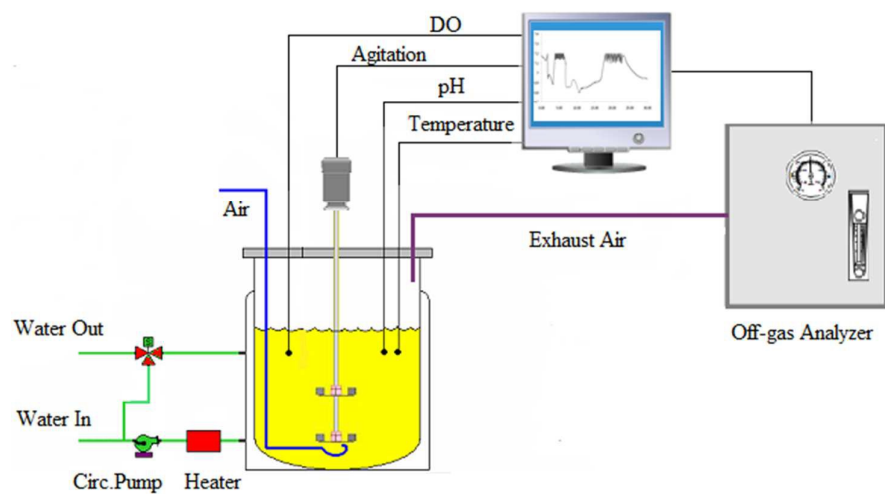 DO
Agitation
pH
Temperature
Air
Exhaust Air
Off-gas Analyzer
Water Out
Water In
Circ.Pump
Heater